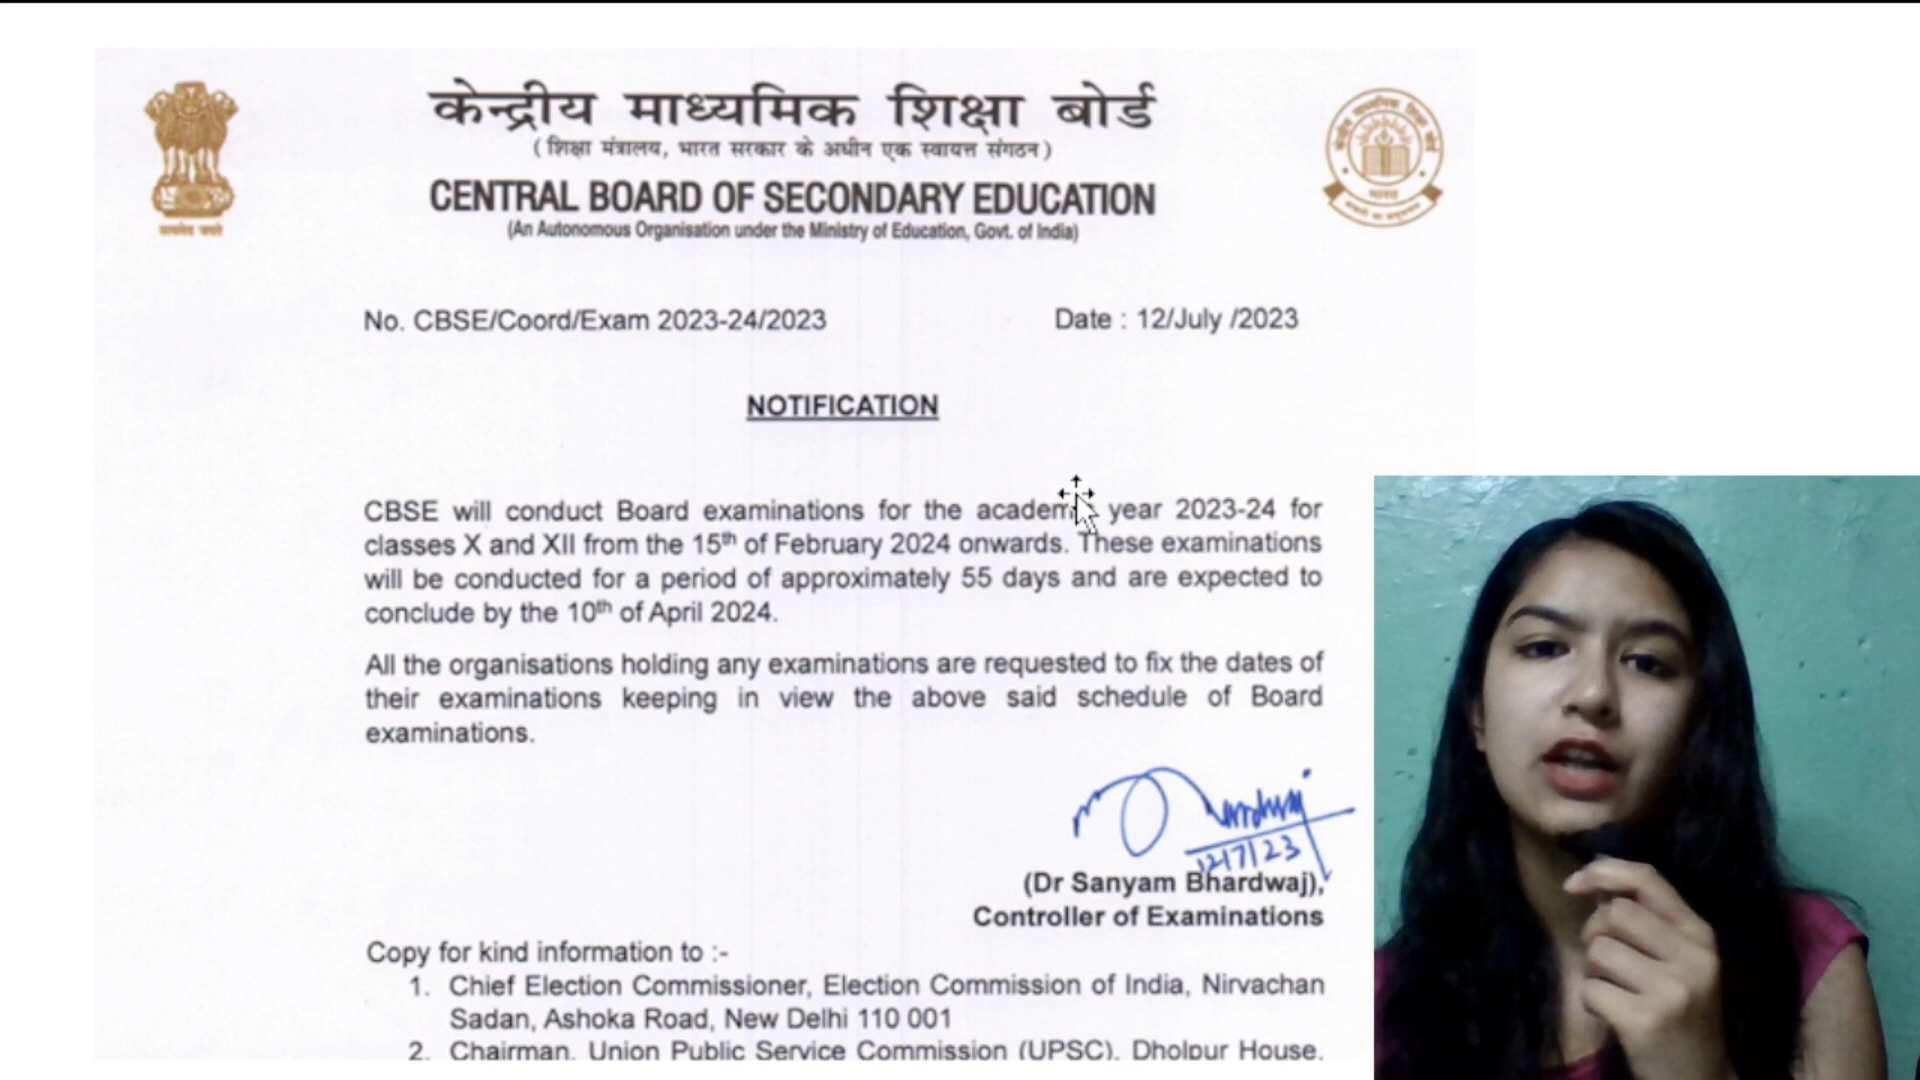 केन्द्रीय माध्यमिक शिक्षा बोर्ड
(शिक्षा मंत्रालय, भारत सरकार के अधीन एक स्वायत्त संगठन)
CENTRAL BOARD OF SECONDARY EDUCATION
(An Autonomous Organisation under the Ministry of Education, Govt. of India)
सत्यमेव जयते
भारत
No. CBSE/Coord/Exam 2023-24/2023 Date : 12/July /2023
NOTIFICATION
CBSE will conduct Board examinations for the academ year 2023-24 for
classes X and XII from the 15th of February 2024 onwards. These examinations
will be conducted for a period of approximately 55 days and are expected to
conclude by the 10th of April 2024.
All the organisations holding any examinations are requested to fix the dates of
their examinations keeping in view the above said schedule of Board
examinations.
12/7/23
(Dr Sanyam Bhardwaj),
Controller of Examinations
Copy for kind information to :-
1. Chief Election Commissioner, Election Commission of India, Nirvachan
Sadan, Ashoka Road, New Delhi 110 001
2. Chairman, Union Public Service Commission (UPSC), Dholpur House,